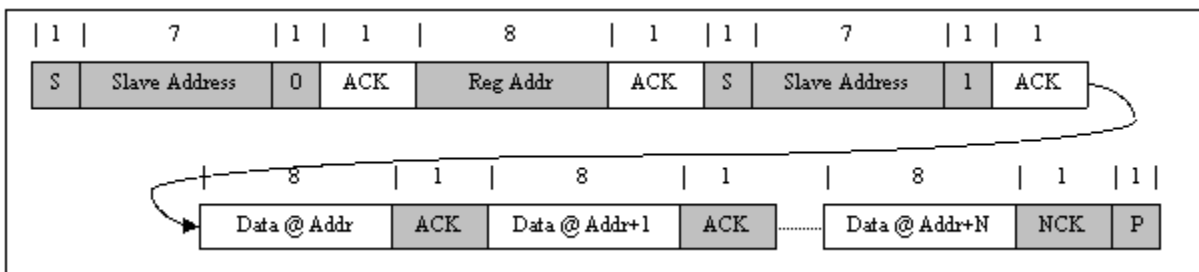 | 1 | 7 | 1 | 1 | 8 | 1 | 1 | 7 | 1 | 1
S Slave Address 0 ACK Reg Addr ACK S Slave Address 1 ACK
| 8 | 1 | 8 | 1 | 8 | 1 | 1 |
Data @ Addr ACK Data @ Addr+1 ACK ........... Data @ Addr+N NCK P